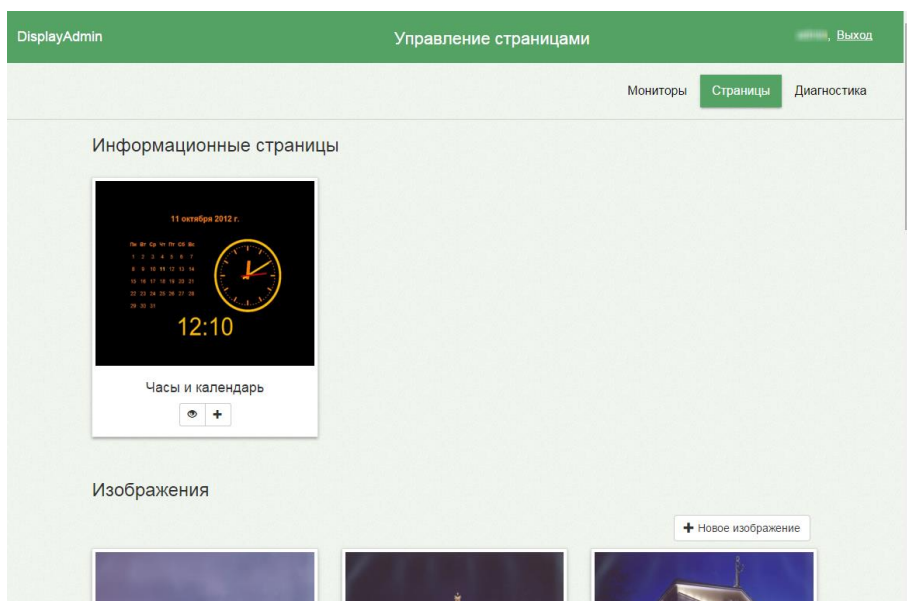 DisplayAdmin
Управление страницами
, Выход
Мониторы
Страницы
Диагностика
Информационные страницы
11 октября 2012 г.
Пн Вт Ср Чт Пт Сб Вс
1 2 3 4 5 6 7
8 9 10 11 12 13 14
15 16 17 18 19 20 21
22 23 24 25 26 27 28
29 30 31
12:10
Часы и календарь
Изображения
Новое изображение